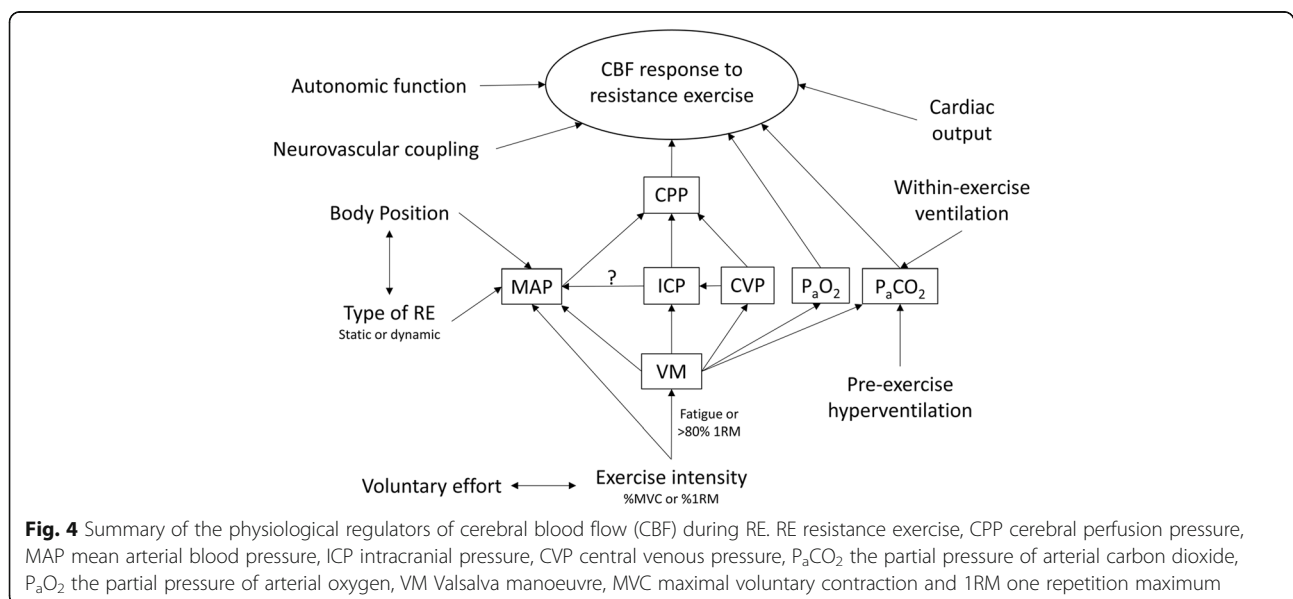 CBF response to
resistance exercise
Autonomic function
Cardiac
output
Neurovascular coupling
Within-exercise
ventilation
CPP
Body Position
?
MAP
ICP
CVP
PaO2
PaCO2
Type of RE
Static or dynamic
VM
Pre-exercise
hyperventilation
Fatigue or
>80% 1RM
Voluntary effort
Exercise intensity
%MVC or %1RM
Fig. 4 Summary of the physiological regulators of cerebral blood flow (CBF) during RE. RE resistance exercise, CPP cerebral perfusion pressure,
MAP mean arterial blood pressure, ICP intracranial pressure, CVP central venous pressure, PaCO2 the partial pressure of arterial carbon dioxide,
PaO2 the partial pressure of arterial oxygen, VM Valsalva manoeuvre, MVC maximal voluntary contraction and 1RM one repetition maximum